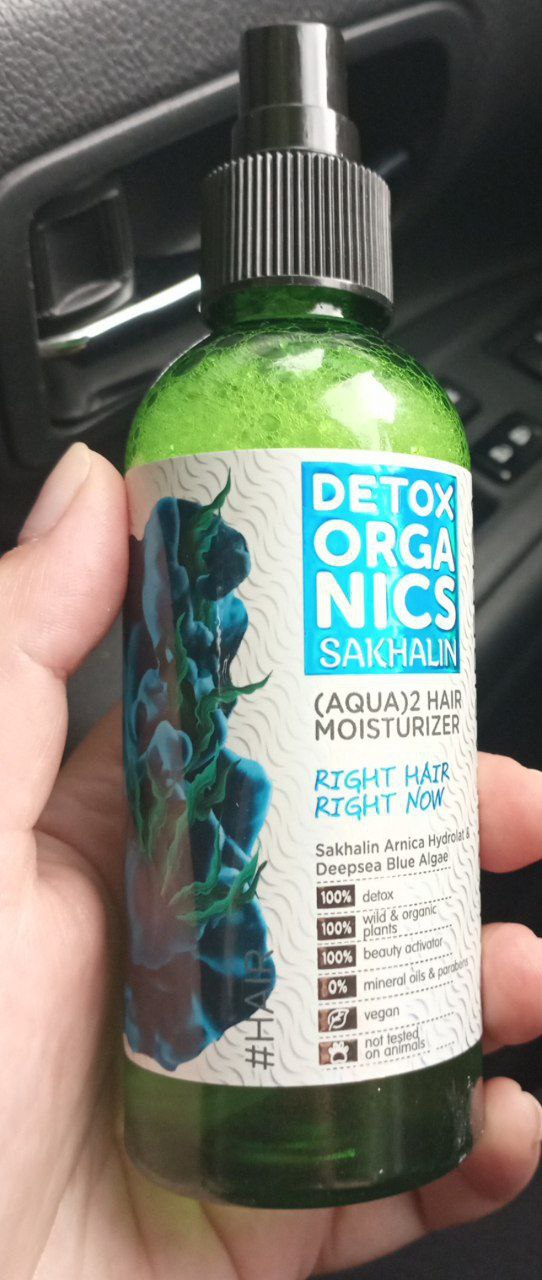 DETOX
ORGA
NICS
SAKHALIN
(AQUA)2 HAIR
MOISTURIZER
RIGHT HAIR
RIGHT NOW
Sakhalin Arnica Hydrolat &
Deepsea Blue Algae
100% detox
100% wild & organic
plants
100% beauty activator
0% mineral oils & parabens
vegan
not tested
on animals
#HAIR